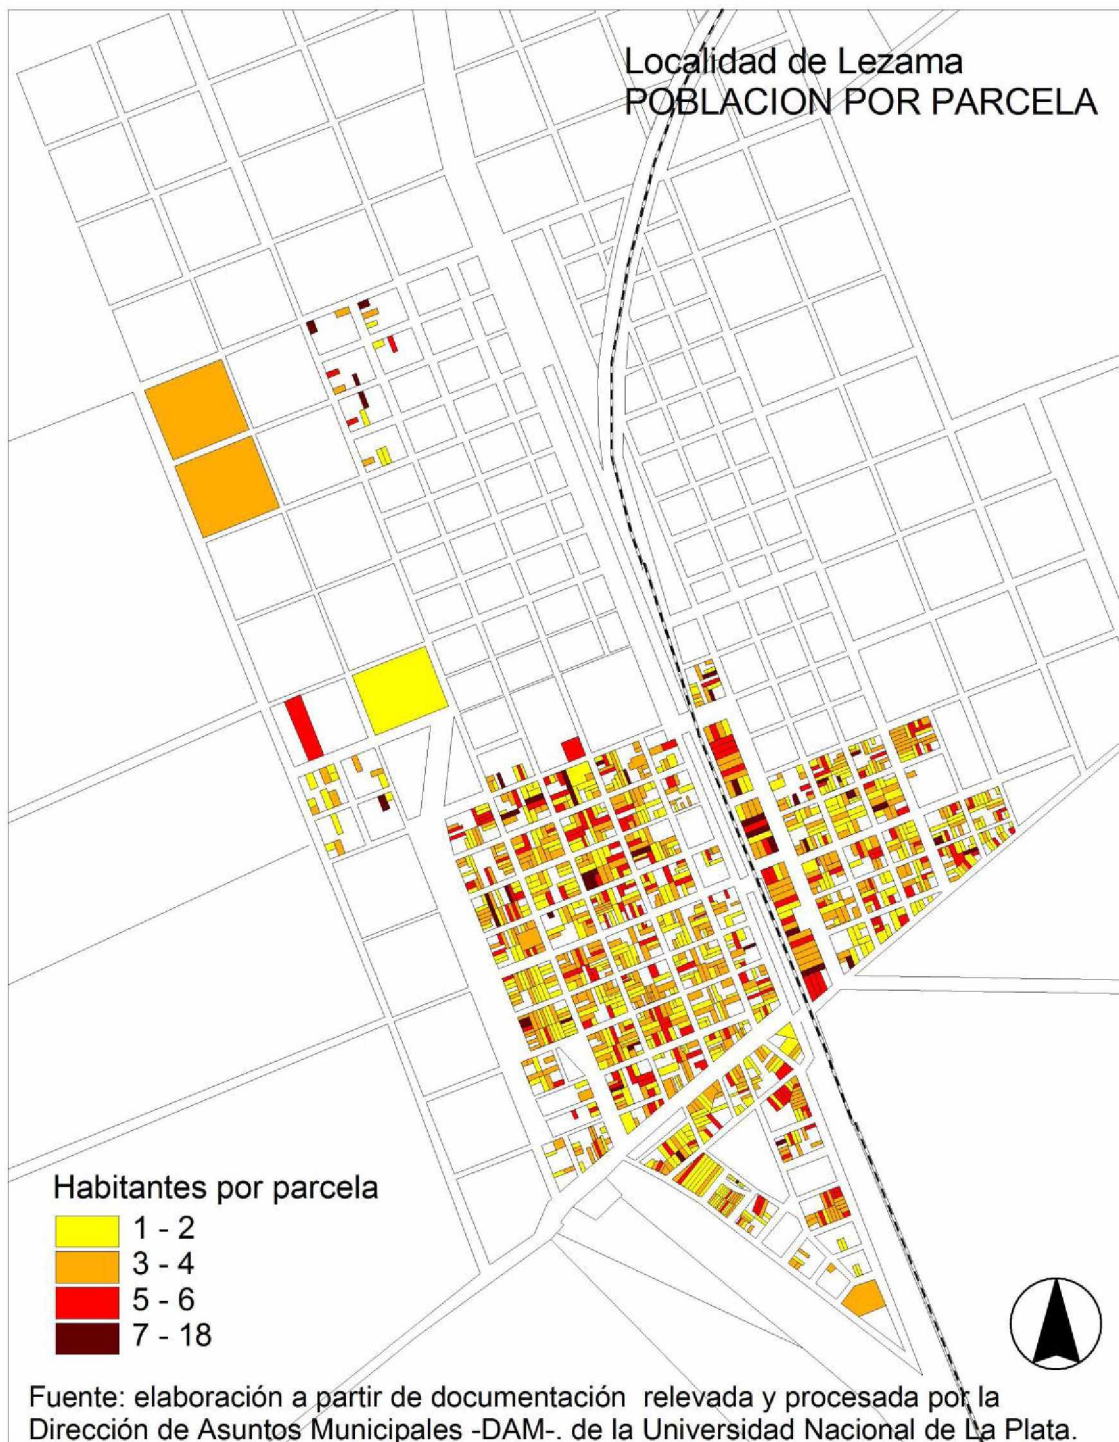 Localidad de Lezama
POBLACION POR PARCELA
Habitantes por parcela
1 - 2
3 - 4
5 - 6
7 - 18
Fuente: elaboración a partir de documentación relevada y procesada por la
Dirección de Asuntos Municipales -DAM-. de la Universidad Nacional de La Plata.